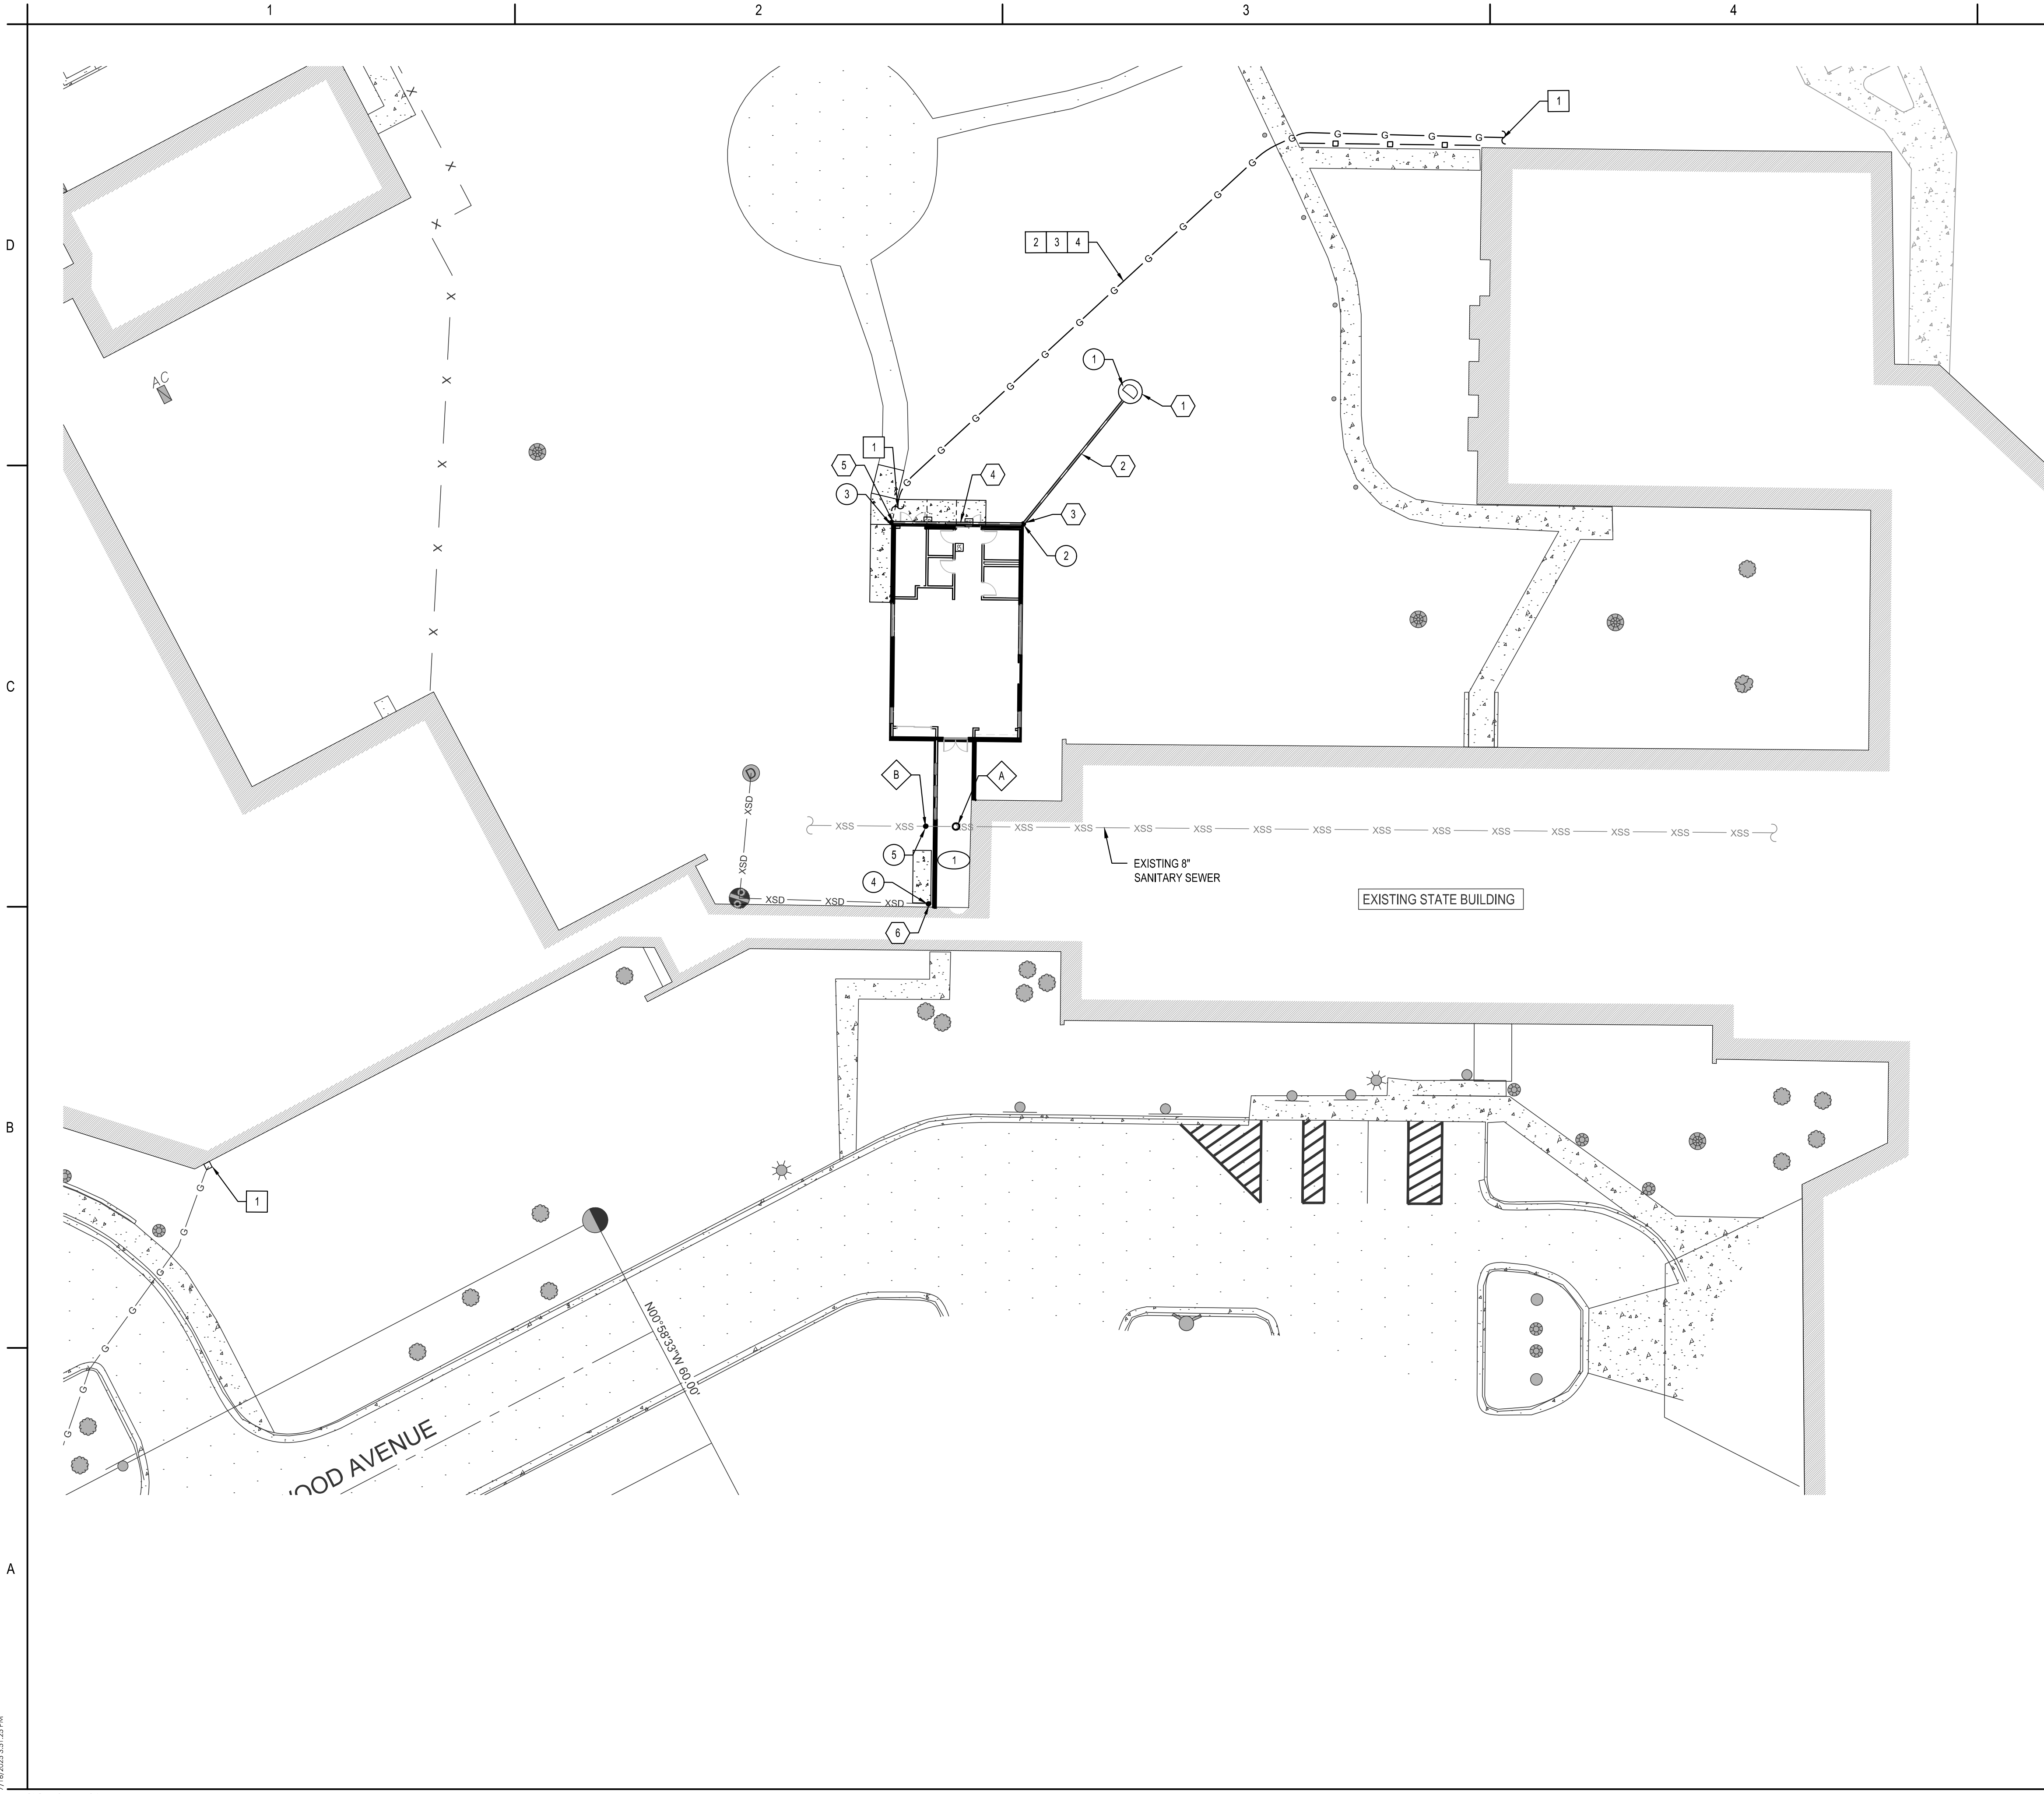 1 2 3 4
D
C
B
A
X
X
X
X
X
X
X
X
AC
1
G G G G G
G
G
G
G
G
G
G
G
G
G
G
G
2 3 4
1
D
1
2
1
5
4
3
3
2
B
A
D
XSD
XSD
XSD XSD XSD
XSS XSS XSS XSS XSS XSS XSS XSS XSS XSS XSS XSS XSS XSS XSS
5
1
4
6
EXISTING 8"
SANITARY SEWER
EXISTING STATE BUILDING
1
G
G
G
G
G
G
G
G
N00°58'33"W 60.00'
AVENUE